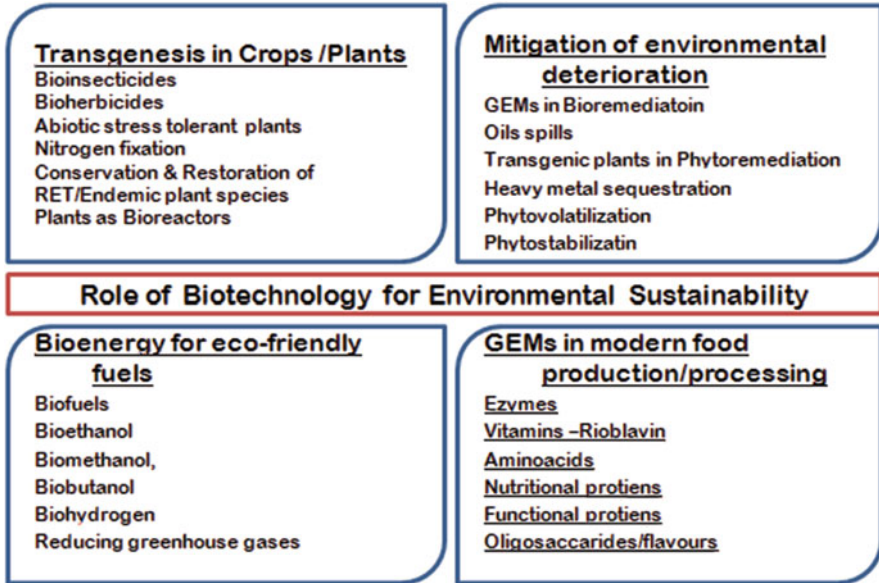 Transgenesis in Crops /Plants
Bioinsecticides
Bioherbicides
Abiotic stress tolerant plants
Nitrogen fixation
Conservation & Restoration of
RET/Endemic plant species
Plants as Bioreactors
Mitigation of environmental
deterioration
GEMs in Bioremediatoin
Oils spills
Transgenic plants in Phytoremediation
Heavy metal sequestration
Phytovolatilization
Phytostabilizatin
Role of Biotechnology for Environmental Sustainability
Bioenergy for eco-friendly
fuels
Biofuels
Bioethanol
Biomethanol,
Biobutanol
Biohydrogen
Reducing greenhouse gases
GEMs in modern food
production/processing
Ezymes
Vitamins –Rioblavin
Aminoacids
Nutritional protiens
Functional protiens
Oligosaccarides/flavours